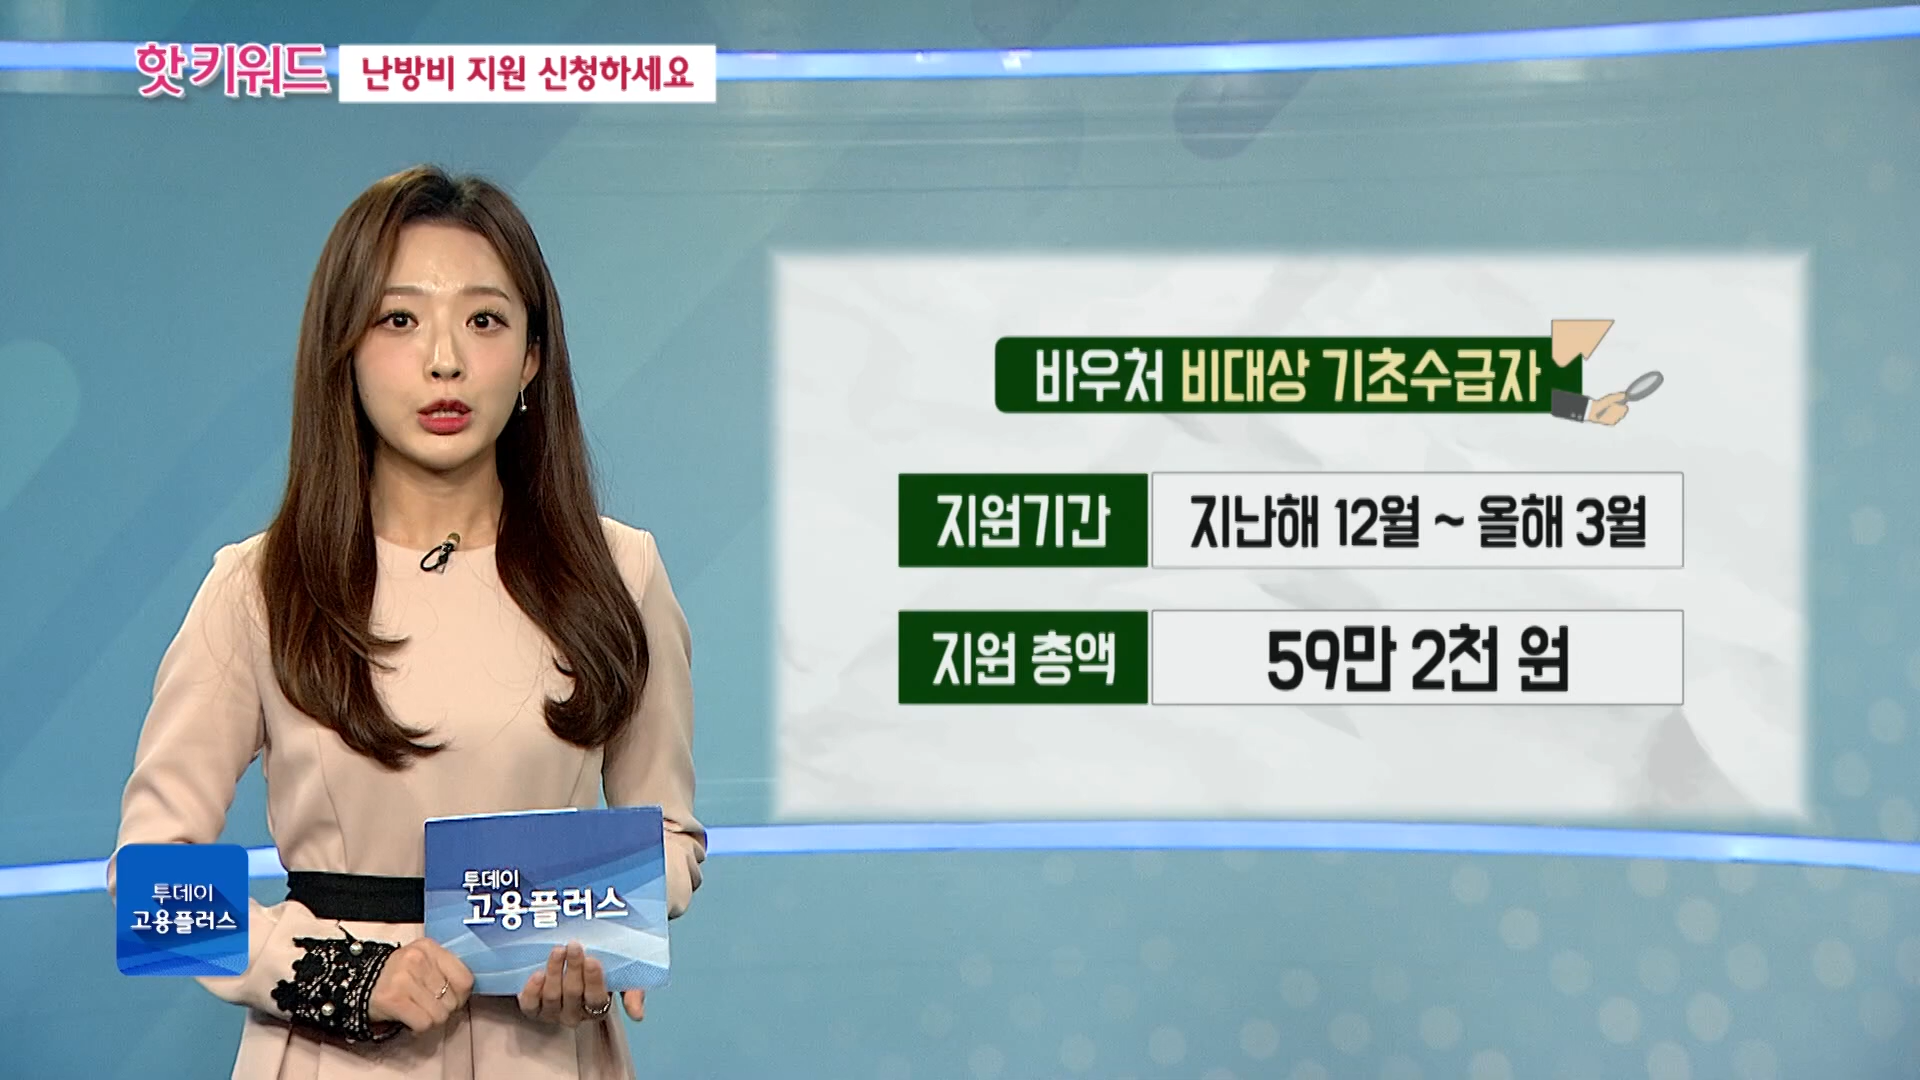 핫키워드 난방비 지원 신청하세요
바우처 비대상 기초수급자
지원기간 지난해 12월 ~ 올해 3월
지원 총액 59만 2천 원
투데이
고용플러스
투데이
고용플러스